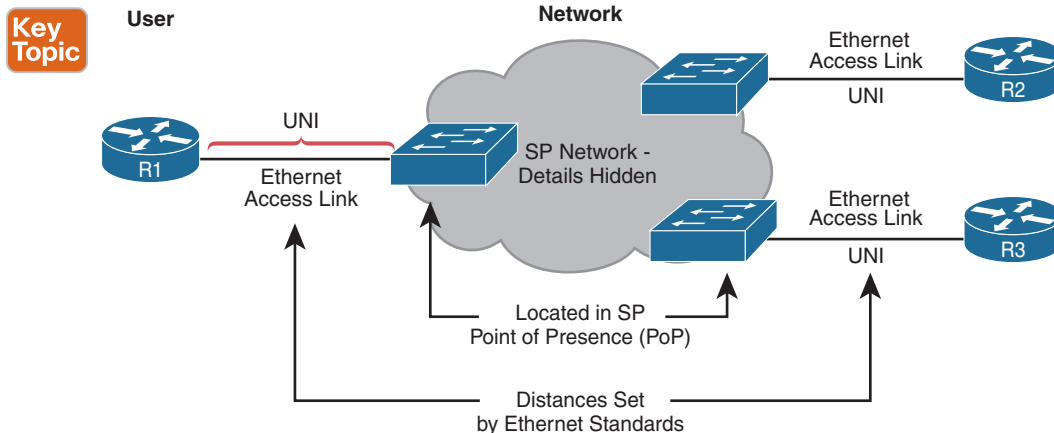 Key
Topic
User
Network
UNI
R1
Ethernet
Access Link
SP Network -
Details Hidden
Ethernet
Access Link
UNI
R2
Ethernet
Access Link
UNI
R3
Located in SP
Point of Presence (PoP)
Distances Set
by Ethernet Standards